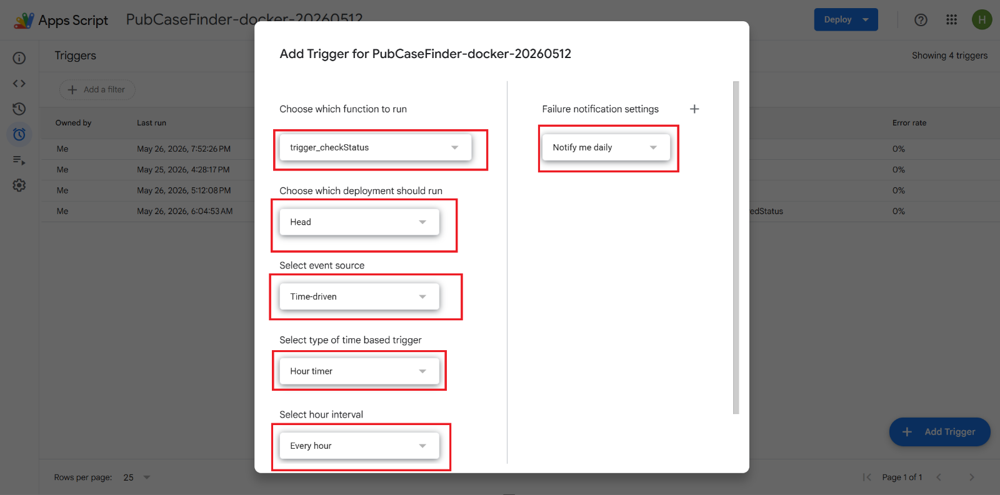 Apps Script
PubCaseFinder-docker-20260512
Deploy
H
Triggers
Showing 4 triggers
Add a filter
Owned by
Last run
Error rate
Me
May 26, 2026, 7:52:26 PM
0%
Me
May 25, 2026, 4:28:17 PM
0%
Me
May 26, 2026, 5:12:08 PM
0%
Me
May 26, 2026, 6:04:53 AM
edStatus
0%
Add Trigger for PubCaseFinder-docker-20260512
Choose which function to run
trigger_checkStatus
Choose which deployment should run
Head
Select event source
Time-driven
Select type of time based trigger
Hour timer
Select hour interval
Every hour
Failure notification settings
Notify me daily
Add Trigger
Rows per page:
25
Page 1 of 1